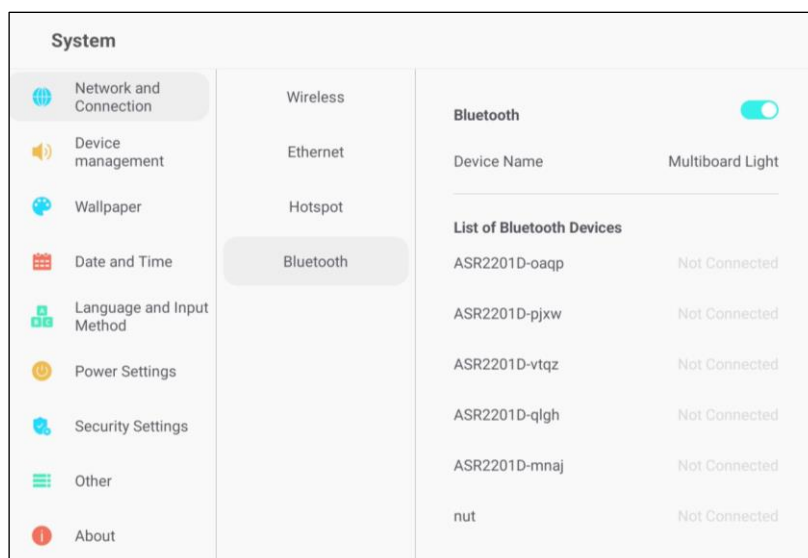 System
Network and
Connection
Device
management
Wallpaper
Date and Time
Language and Input
Method
Power Settings
Security Settings
Other
About
Wireless
Ethernet
Hotspot
Bluetooth
Bluetooth
Device Name Multiboard Light
List of Bluetooth Devices
ASR2201D-oaqp Not Connected
ASR2201D-pjxw Not Connected
ASR2201D-vtqz Not Connected
ASR2201D-qlgh Not Connected
ASR2201D-mnaj Not Connected
nut Not Connected